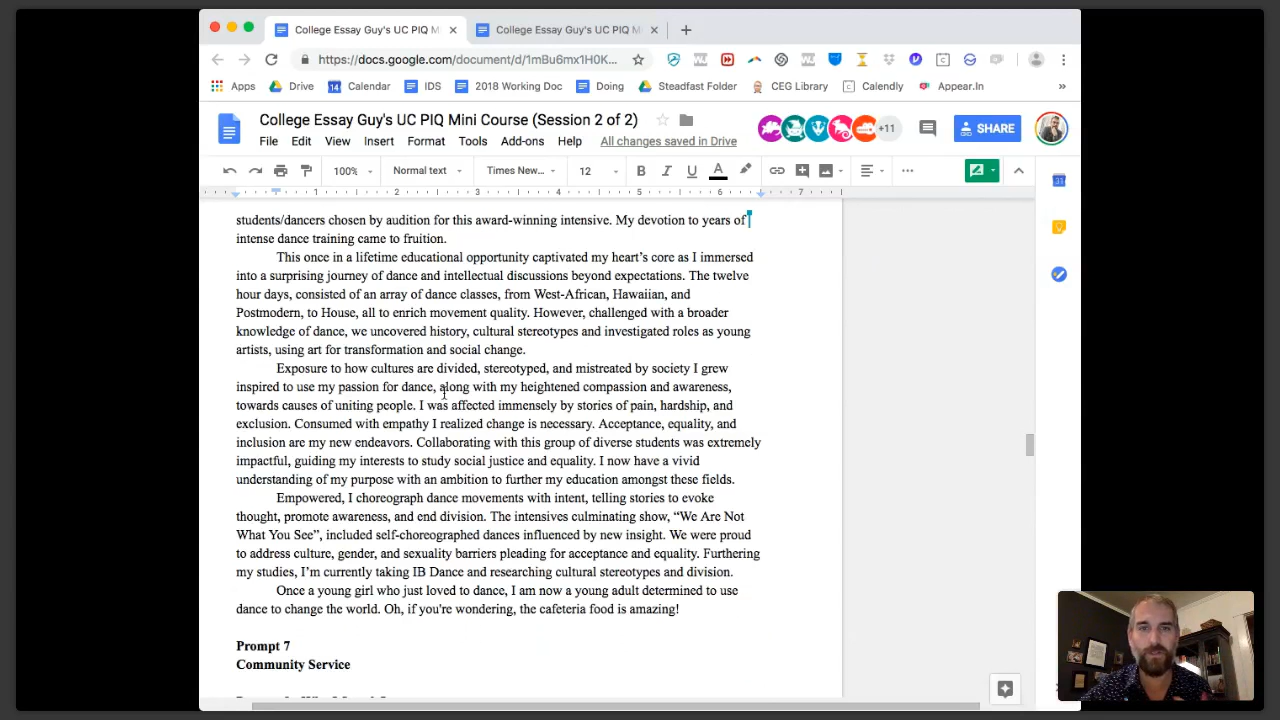 College Essay Guy's UC PIQ M
College Essay Guy's UC PIQ M
https://docs.google.com/document/d/1mBu6mx1H0K...
Apps Drive Calendar IDS 2018 Working Doc Doing Steadfast Folder CEG Library Calendly Appear.In »
College Essay Guy's UC PIQ Mini Course (Session 2 of 2)
+11
SHARE
File Edit View Insert Format Tools Add-ons Help All changes saved in Drive
100% Normal text Times New... 12 B I U A
1 2 3 4 5 6 7
31
students/dancers chosen by audition for this award-winning intensive. My devotion to years of
intense dance training came to fruition.
This once in a lifetime educational opportunity captivated my heart’s core as I immersed
into a surprising journey of dance and intellectual discussions beyond expectations. The twelve
hour days, consisted of an array of dance classes, from West-African, Hawaiian, and
Postmodern, to House, all to enrich movement quality. However, challenged with a broader
knowledge of dance, we uncovered history, cultural stereotypes and investigated roles as young
artists, using art for transformation and social change.
Exposure to how cultures are divided, stereotyped, and mistreated by society I grew
inspired to use my passion for dance, along with my heightened compassion and awareness,
towards causes of uniting people. I was affected immensely by stories of pain, hardship, and
exclusion. Consumed with empathy I realized change is necessary. Acceptance, equality, and
inclusion are my new endeavors. Collaborating with this group of diverse students was extremely
impactful, guiding my interests to study social justice and equality. I now have a vivid
understanding of my purpose with an ambition to further my education amongst these fields.
Empowered, I choreograph dance movements with intent, telling stories to evoke
thought, promote awareness, and end division. The intensives culminating show, “We Are Not
What You See”, included self-choreographed dances influenced by new insight. We were proud
to address culture, gender, and sexuality barriers pleading for acceptance and equality. Furthering
my studies, I’m currently taking IB Dance and researching cultural stereotypes and division.
Once a young girl who just loved to dance, I am now a young adult determined to use
dance to change the world. Oh, if you're wondering, the cafeteria food is amazing!
Prompt 7
Community Service